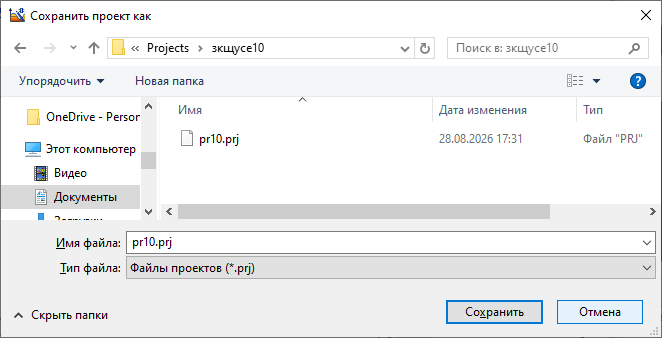 Сохранить проект как
« Projects › зкщусе10
Поиск в: зкщусе10
Упорядочить
Новая папка
Имя
Дата изменения
Тип
OneDrive - Person
Этот компьютер
Видео
Документы
Загрузки
pr10.prj
28.08.2026 17:31
Файл "PRJ"
Имя файла:
pr10.prj
Тип файла:
Файлы проектов (*.prj)
Скрыть папки
Сохранить
Отмена